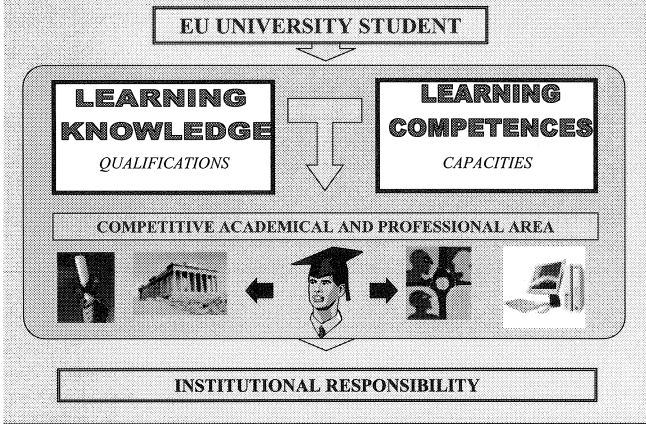 EU UNIVERSITY STUDENT
LEARNING
KNOWLEDGE
QUALIFICATIONS
LEARNING
COMPETENCES
CAPACITIES
COMPETITIVE ACADEMICAL AND PROFESSIONAL AREA
INSTITUTIONAL RESPONSIBILITY